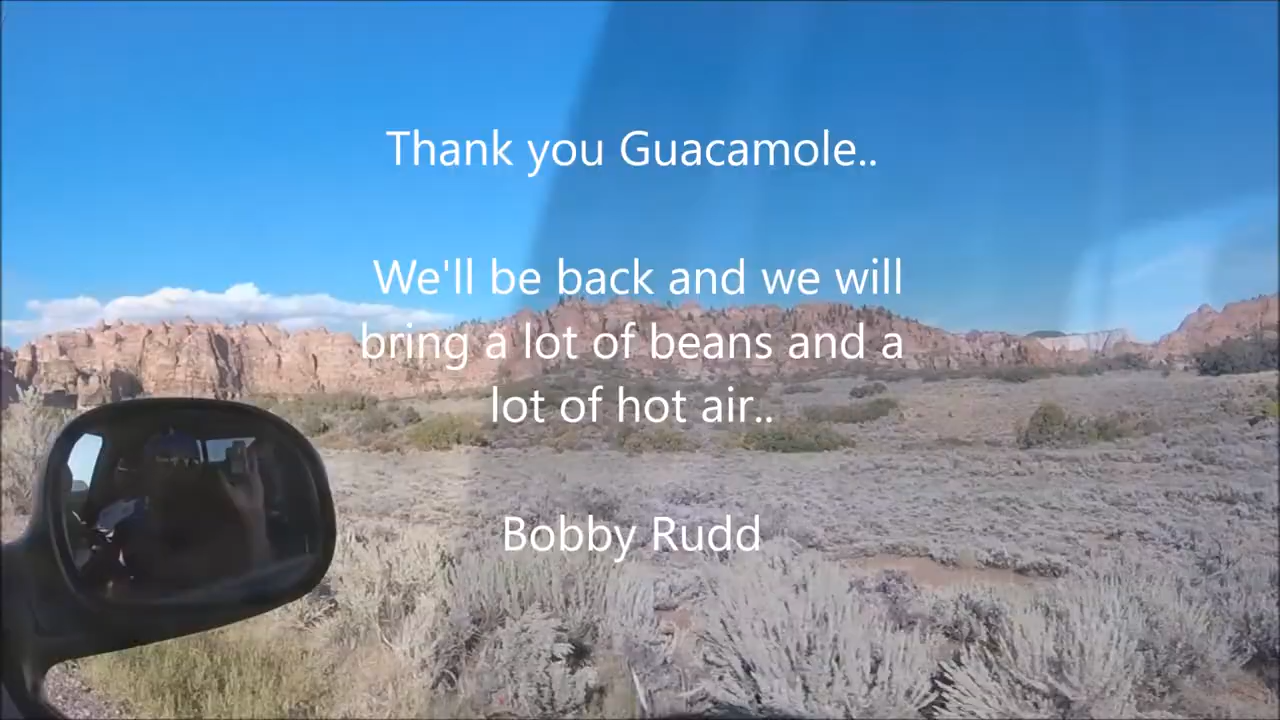 Thank you Guacamole..
We'll be back and we will
bring a lot of beans and a
lot of hot air..
Bobby Rudd